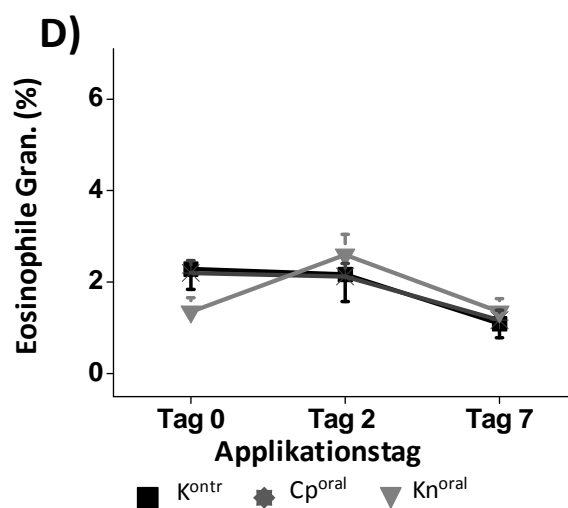 D)
Eosinophile Gran. (%)
6
4
2
0
Tag 0 Tag 2 Tag 7
Applikationstag
Kontr Cporal Knoral